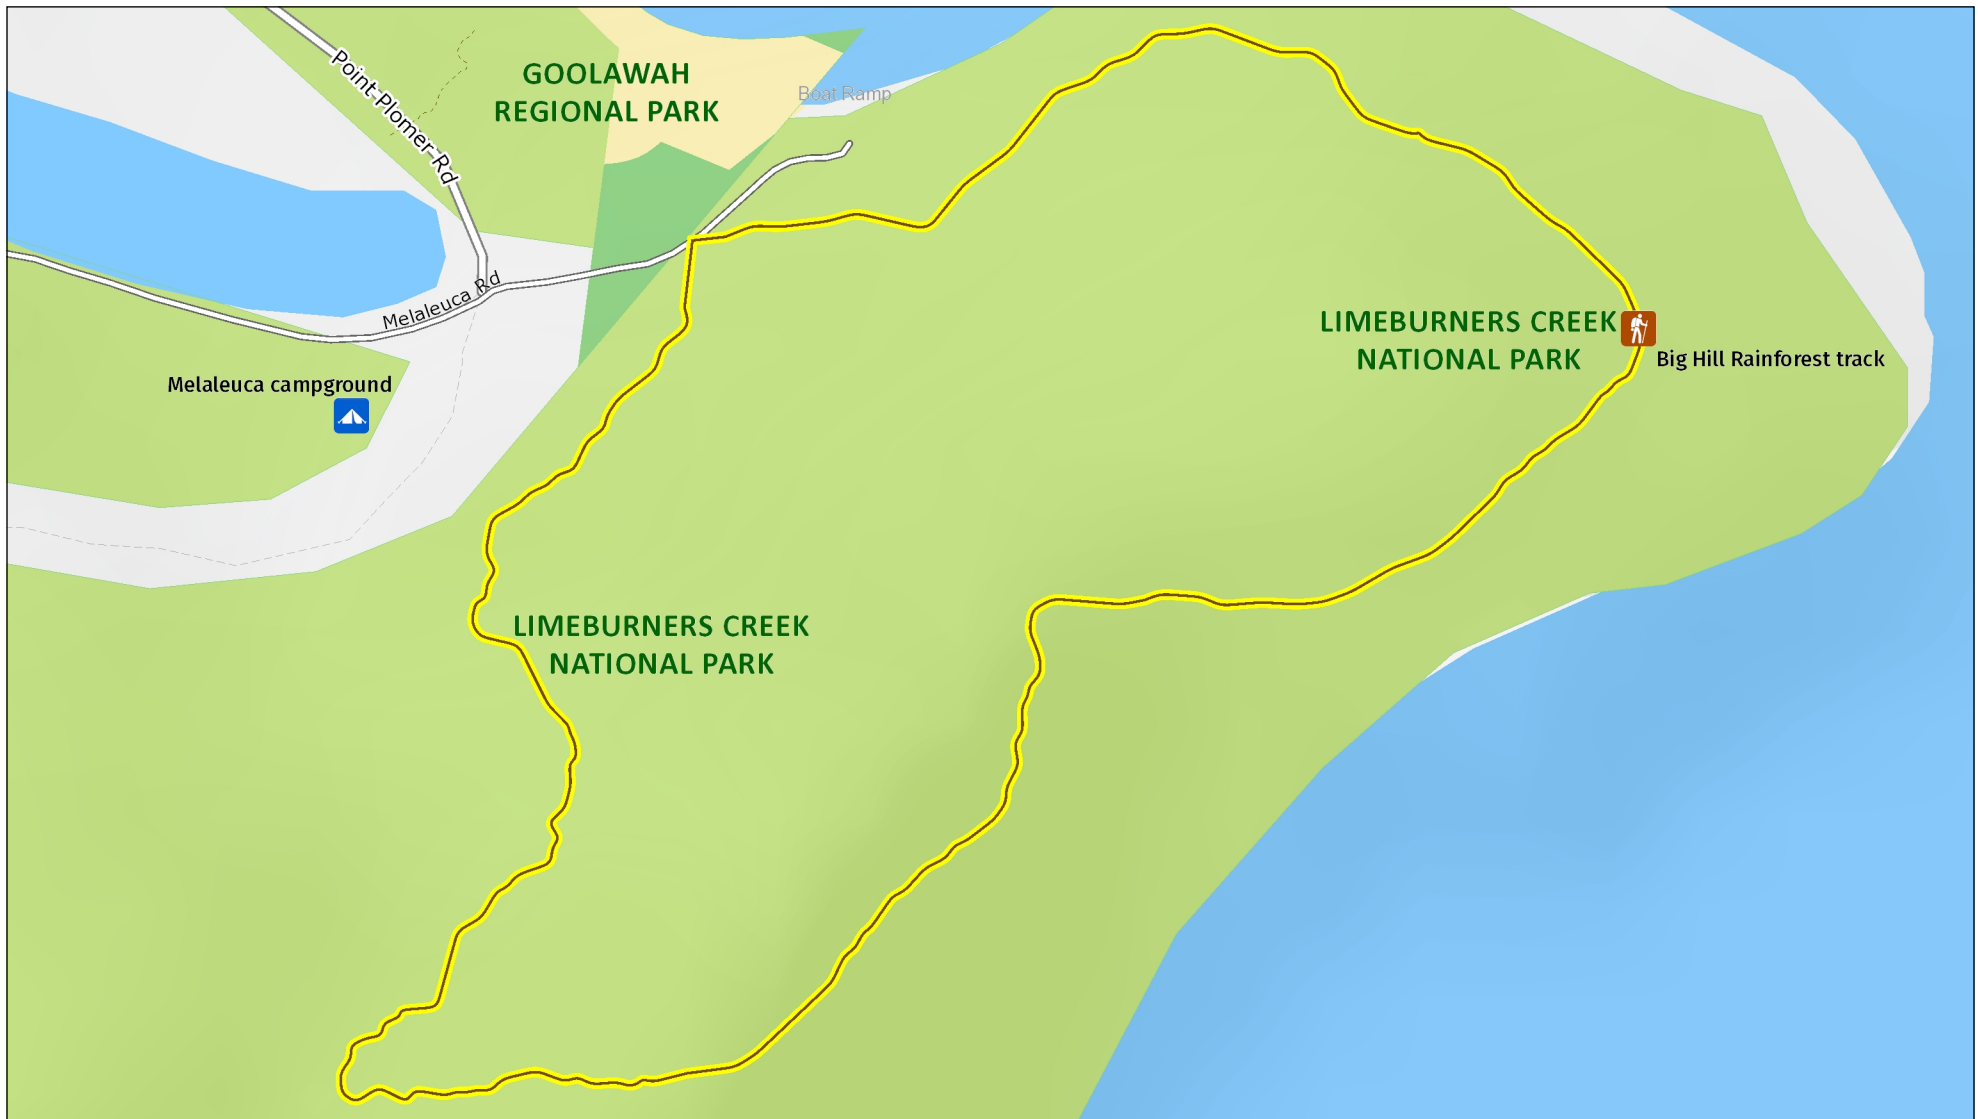 Point Plomer Rd
GOOLAWAH
REGIONAL PARK
Boat Ramp
Melaleuca Rd
LIMEBURNERS CREEK
NATIONAL PARK
Big Hill Rainforest track
Melaleuca campground
LIMEBURNERS CREEK
NATIONAL PARK